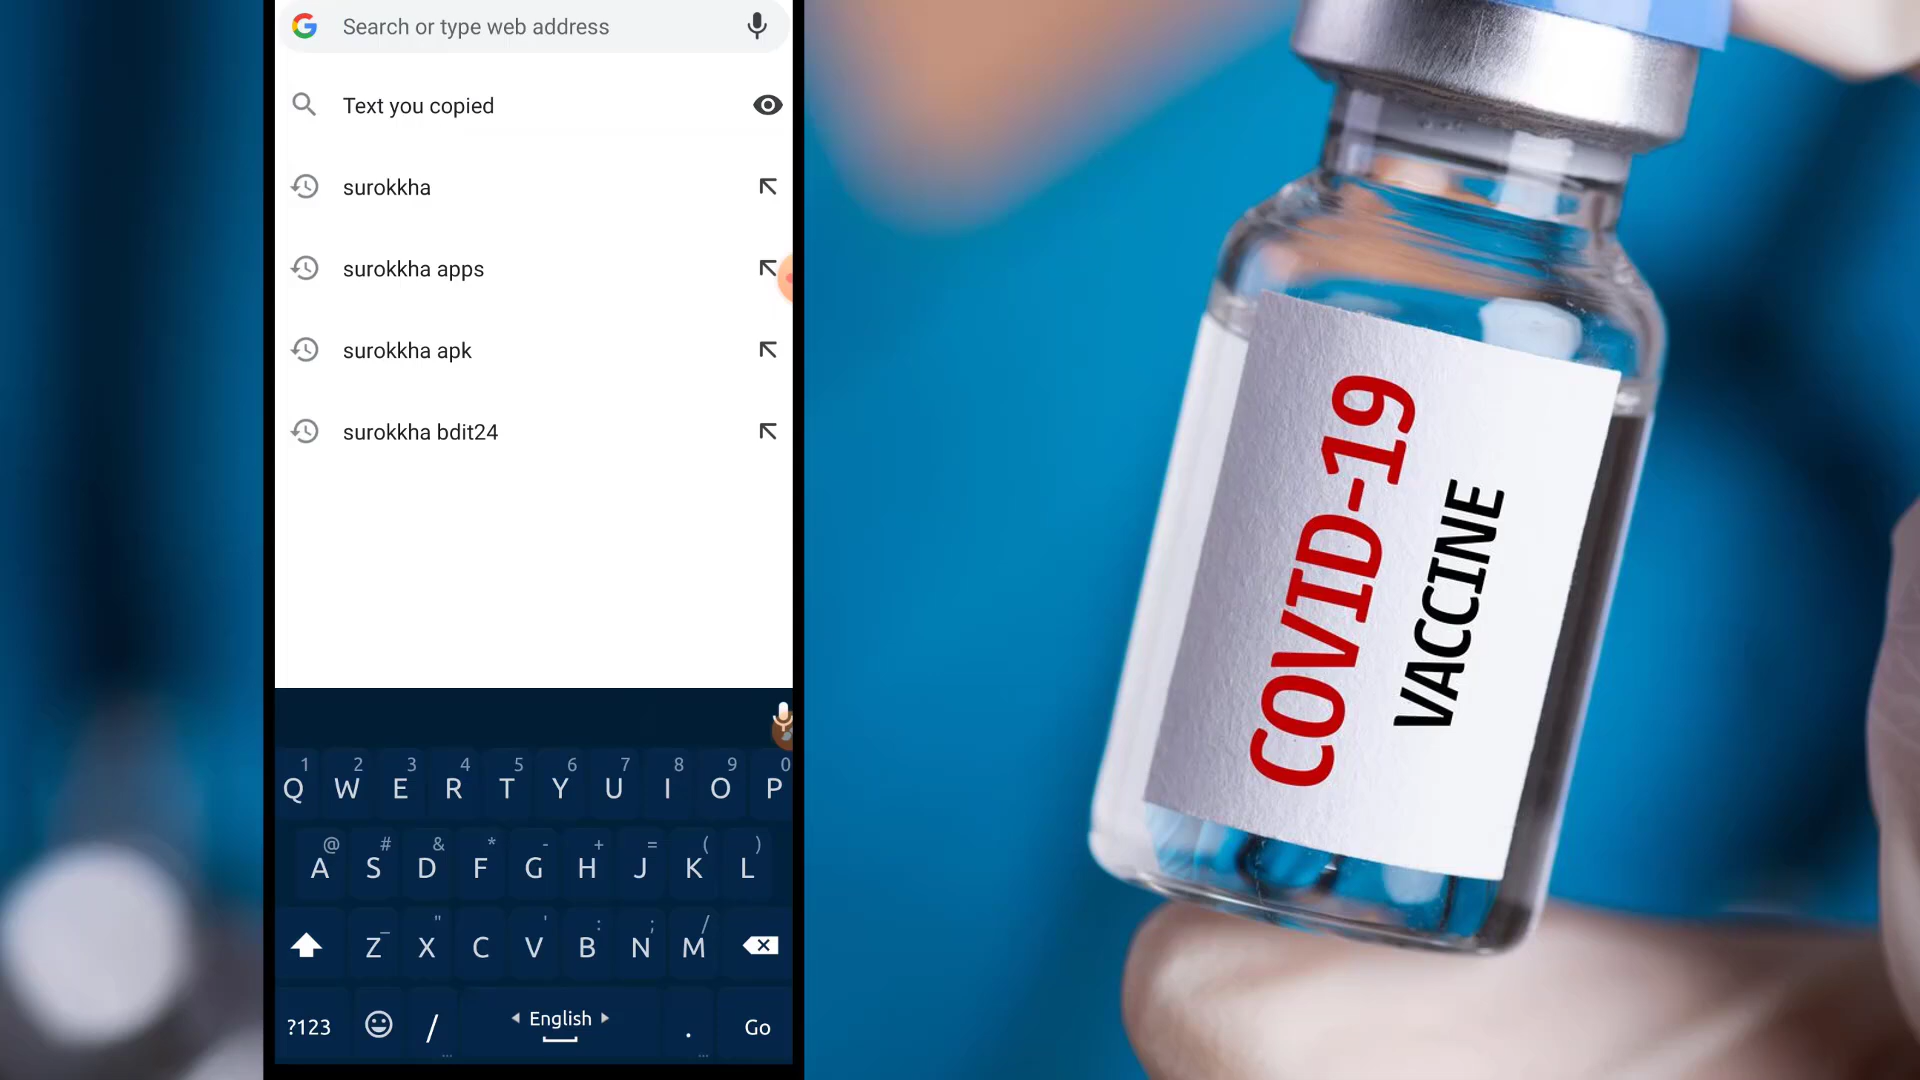 Search or type web address
Text you copied
surokkha
surokkha apps
surokkha apk
surokkha bdit24
1 2 3 4 5 6 7 8 9 0
Q W E R T Y U I O P
@ # & * - + = ( )
A S D F G H J K L
_ " ' : ; /
Z X C V B N M
?123 / English . Go
COVID-19
VACCINE